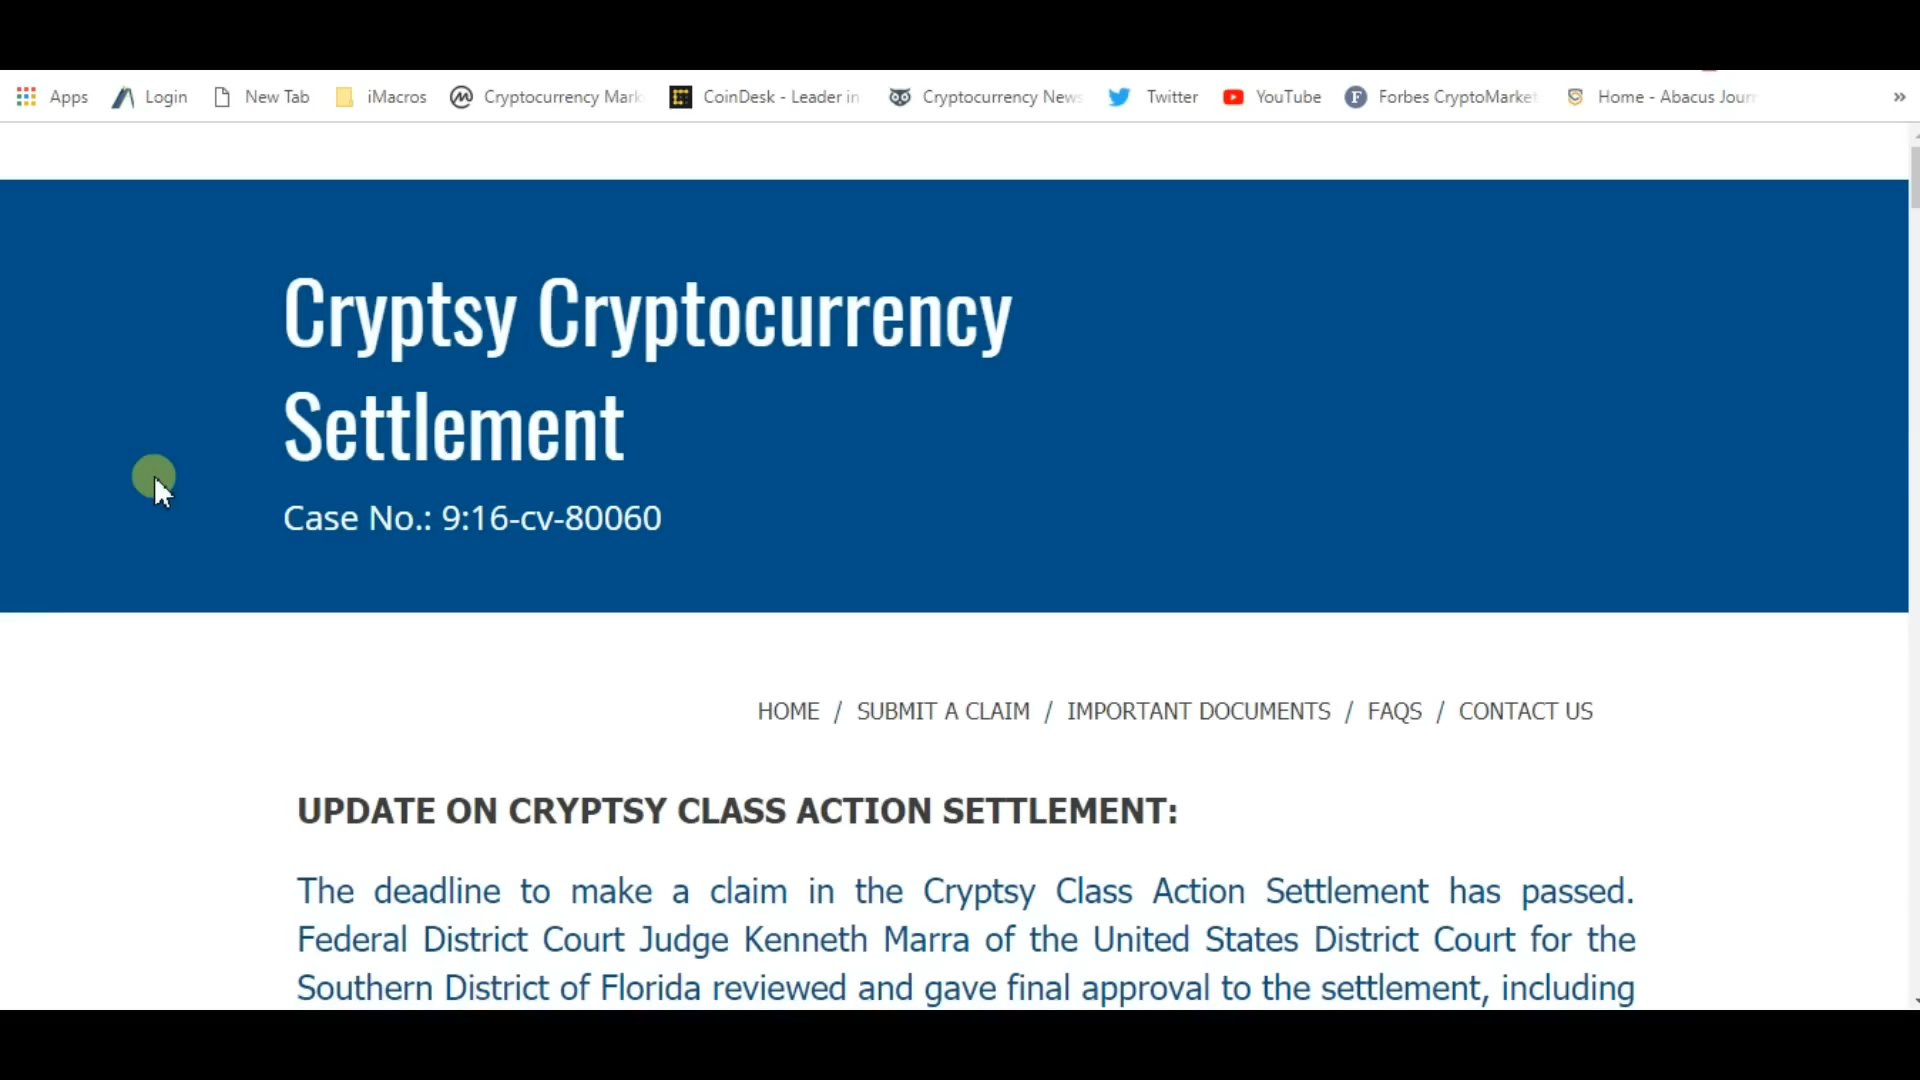 Apps Login New Tab iMacros Cryptocurrency Mark CoinDesk - Leader in Cryptocurrency News Twitter YouTube Forbes CryptoMarket Home - Abacus Jour »
Cryptsy Cryptocurrency
Settlement
Case No.: 9:16-cv-80060
HOME / SUBMIT A CLAIM / IMPORTANT DOCUMENTS / FAQS / CONTACT US
UPDATE ON CRYPTSY CLASS ACTION SETTLEMENT:
The deadline to make a claim in the Cryptsy Class Action Settlement has passed.
Federal District Court Judge Kenneth Marra of the United States District Court for the
Southern District of Florida reviewed and gave final approval to the settlement, including